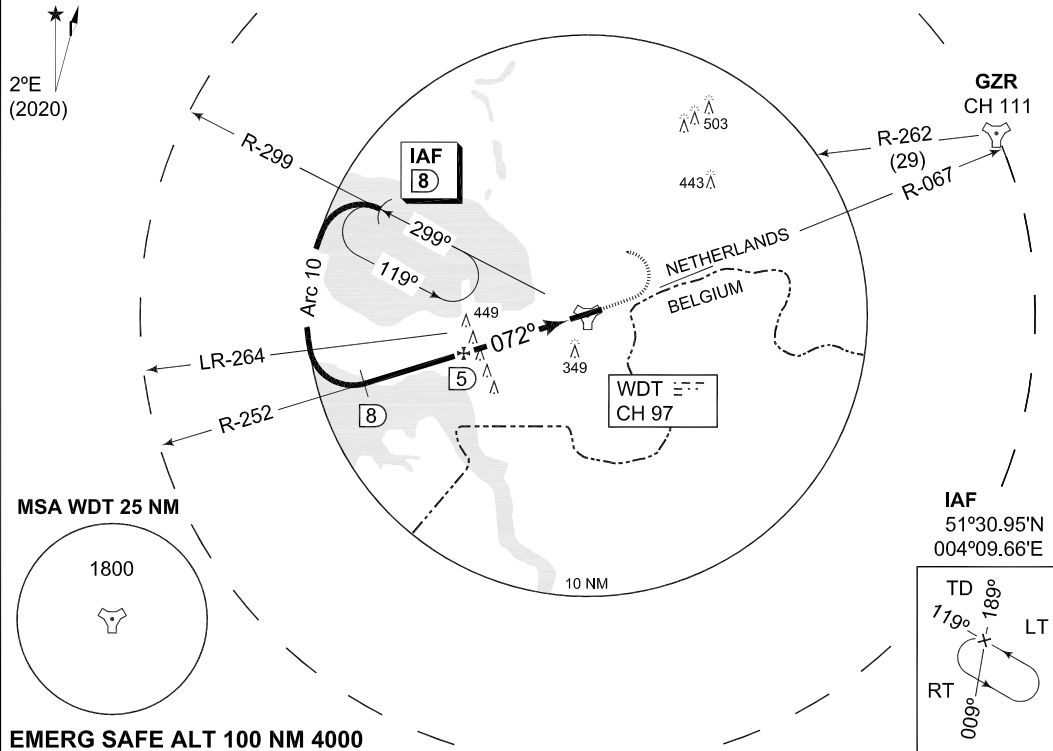 2ºE
(2020)
GZR
CH 111
R-262
(29)
R-067
503
443
R-299
IAF
8
299º
119º
NETHERLANDS
BELGIUM
Arc 10
449
072º
LR-264
5
349
8
R-252
WDT
CH 97
MSA WDT 25 NM
1800
IAF
51º30.95'N
004º09.66'E
10 NM
TD
189º
119º
LT
RT
009º
EMERG SAFE ALT 100 NM 4000